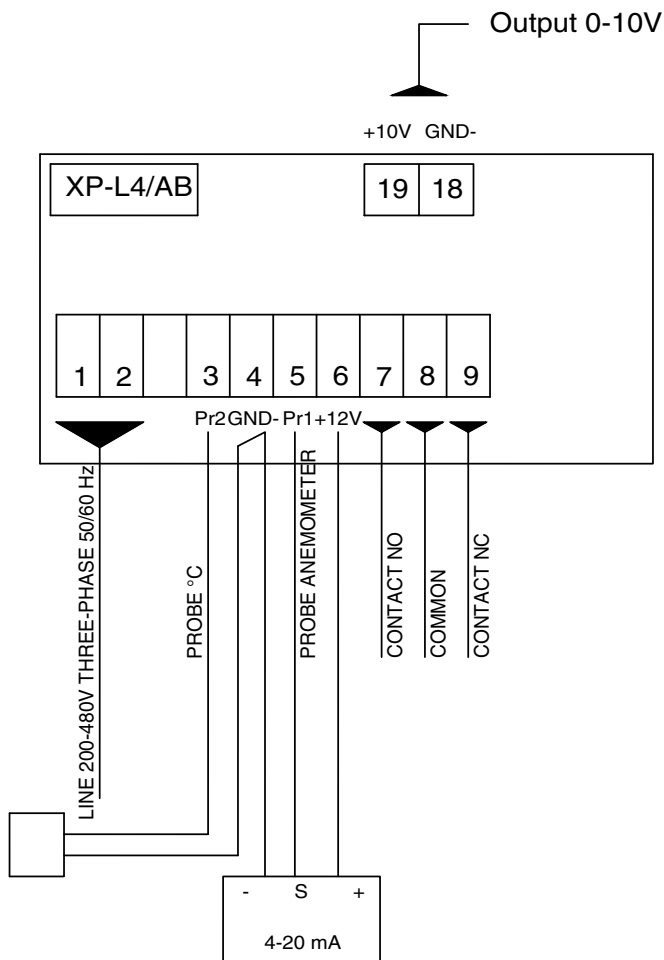 Output 0-10V
+10V GND-
XP-L4/AB
19 18
1 2 3 4 5 6 7 8 9
Pr2 GND- Pr1 +12V
LINE 200-480V THREE-PHASE 50/60 Hz
PROBE °C
PROBE ANEMOMETER
CONTACT NO
COMMON
CONTACT NC
- S +
4-20 mA